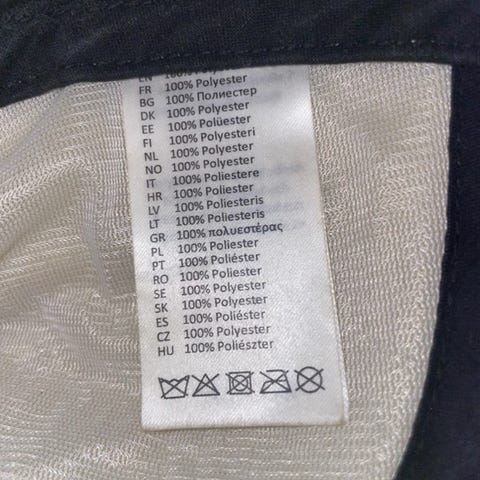 EN 100% Polyester
FR 100% Polyester
BG 100% Полиестер
DK 100% Polyester
EE 100% Polüester
FI 100% Polyesteri
NL 100% Polyester
NO 100% Polyester
IT 100% Poliestere
HR 100% Poliester
LV 100% Poliesteris
LT 100% Poliesteris
GR 100% πολυεστέρας
PL 100% Poliester
PT 100% Poliéster
RO 100% Poliester
SE 100% Polyester
SK 100% Polyester
ES 100% Poliéster
CZ 100% Polyester
HU 100% Poliészter